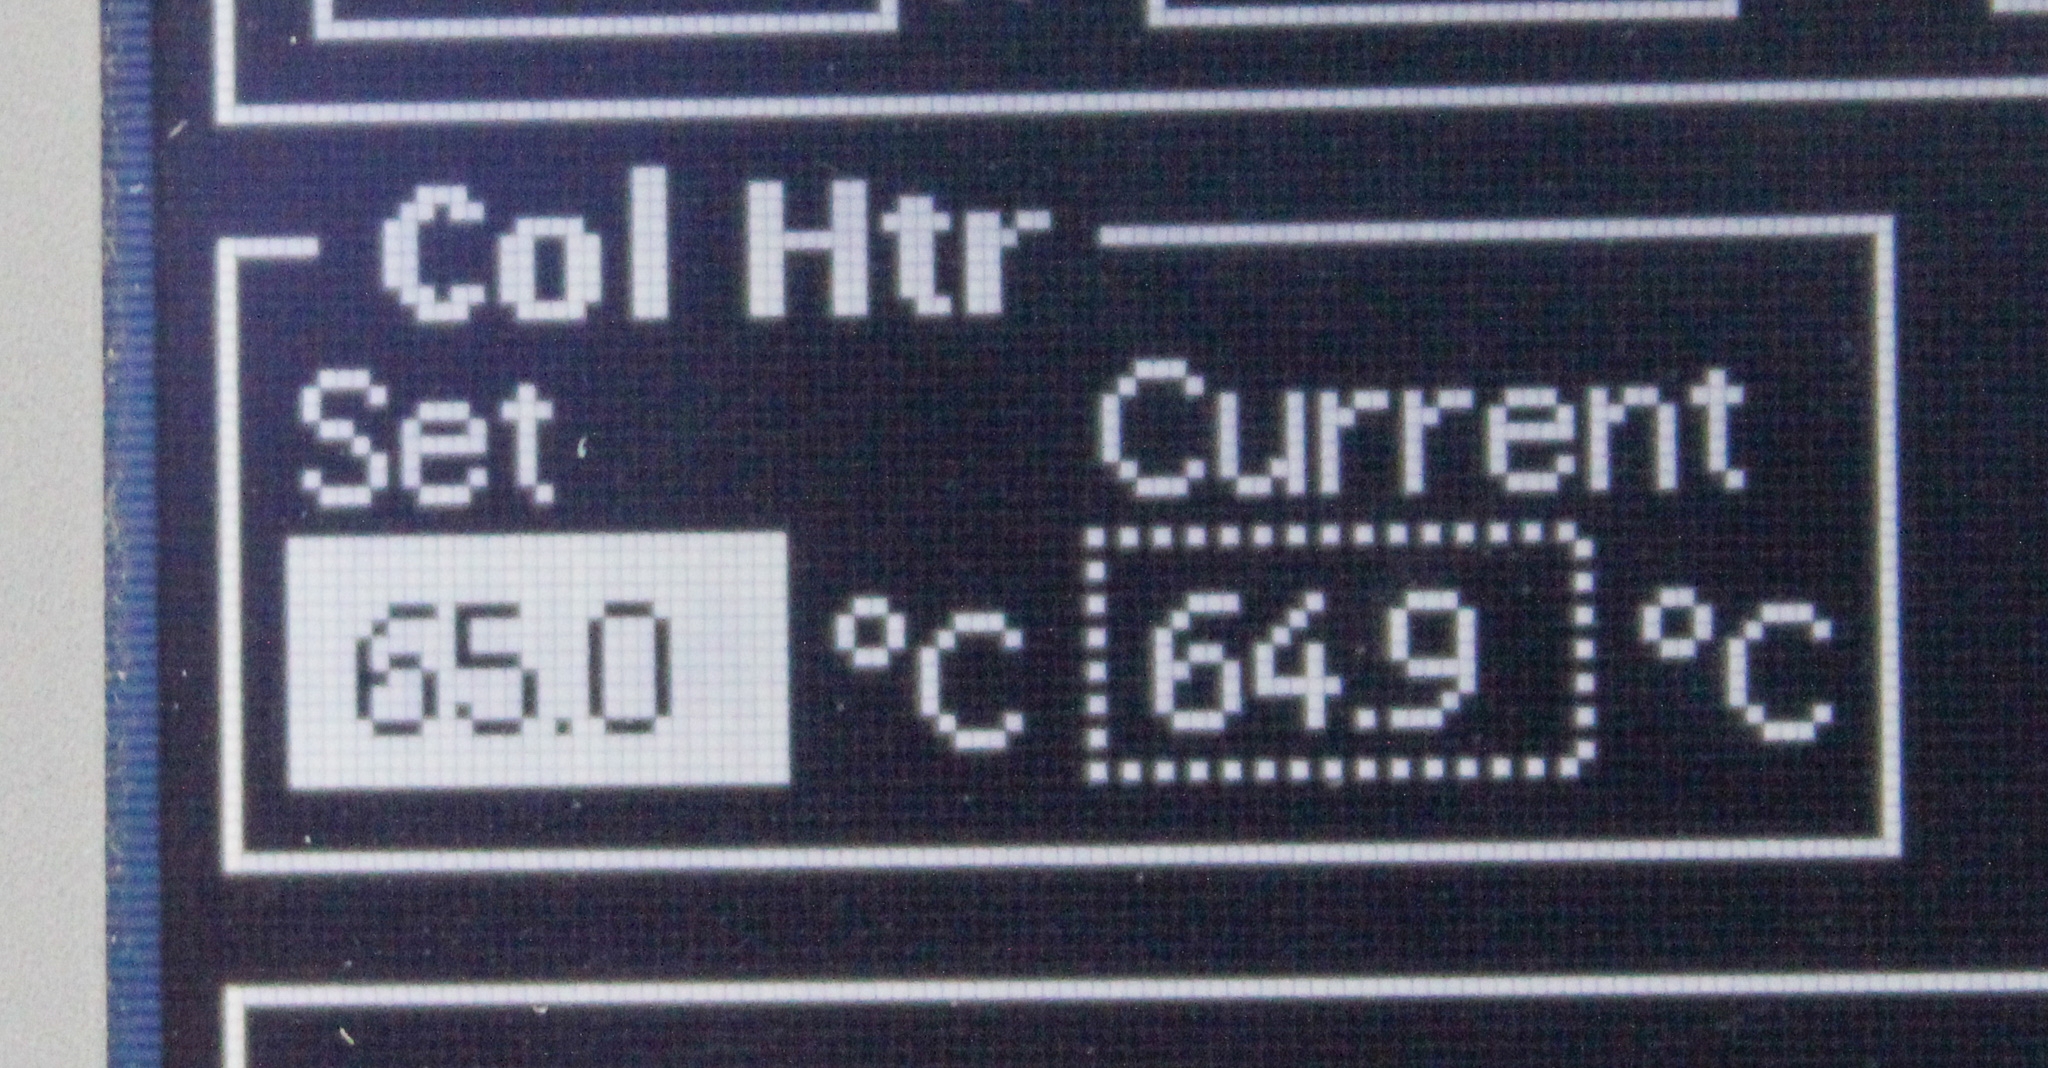 Col Htr
Set Current
65.0 °C 64.9 °C